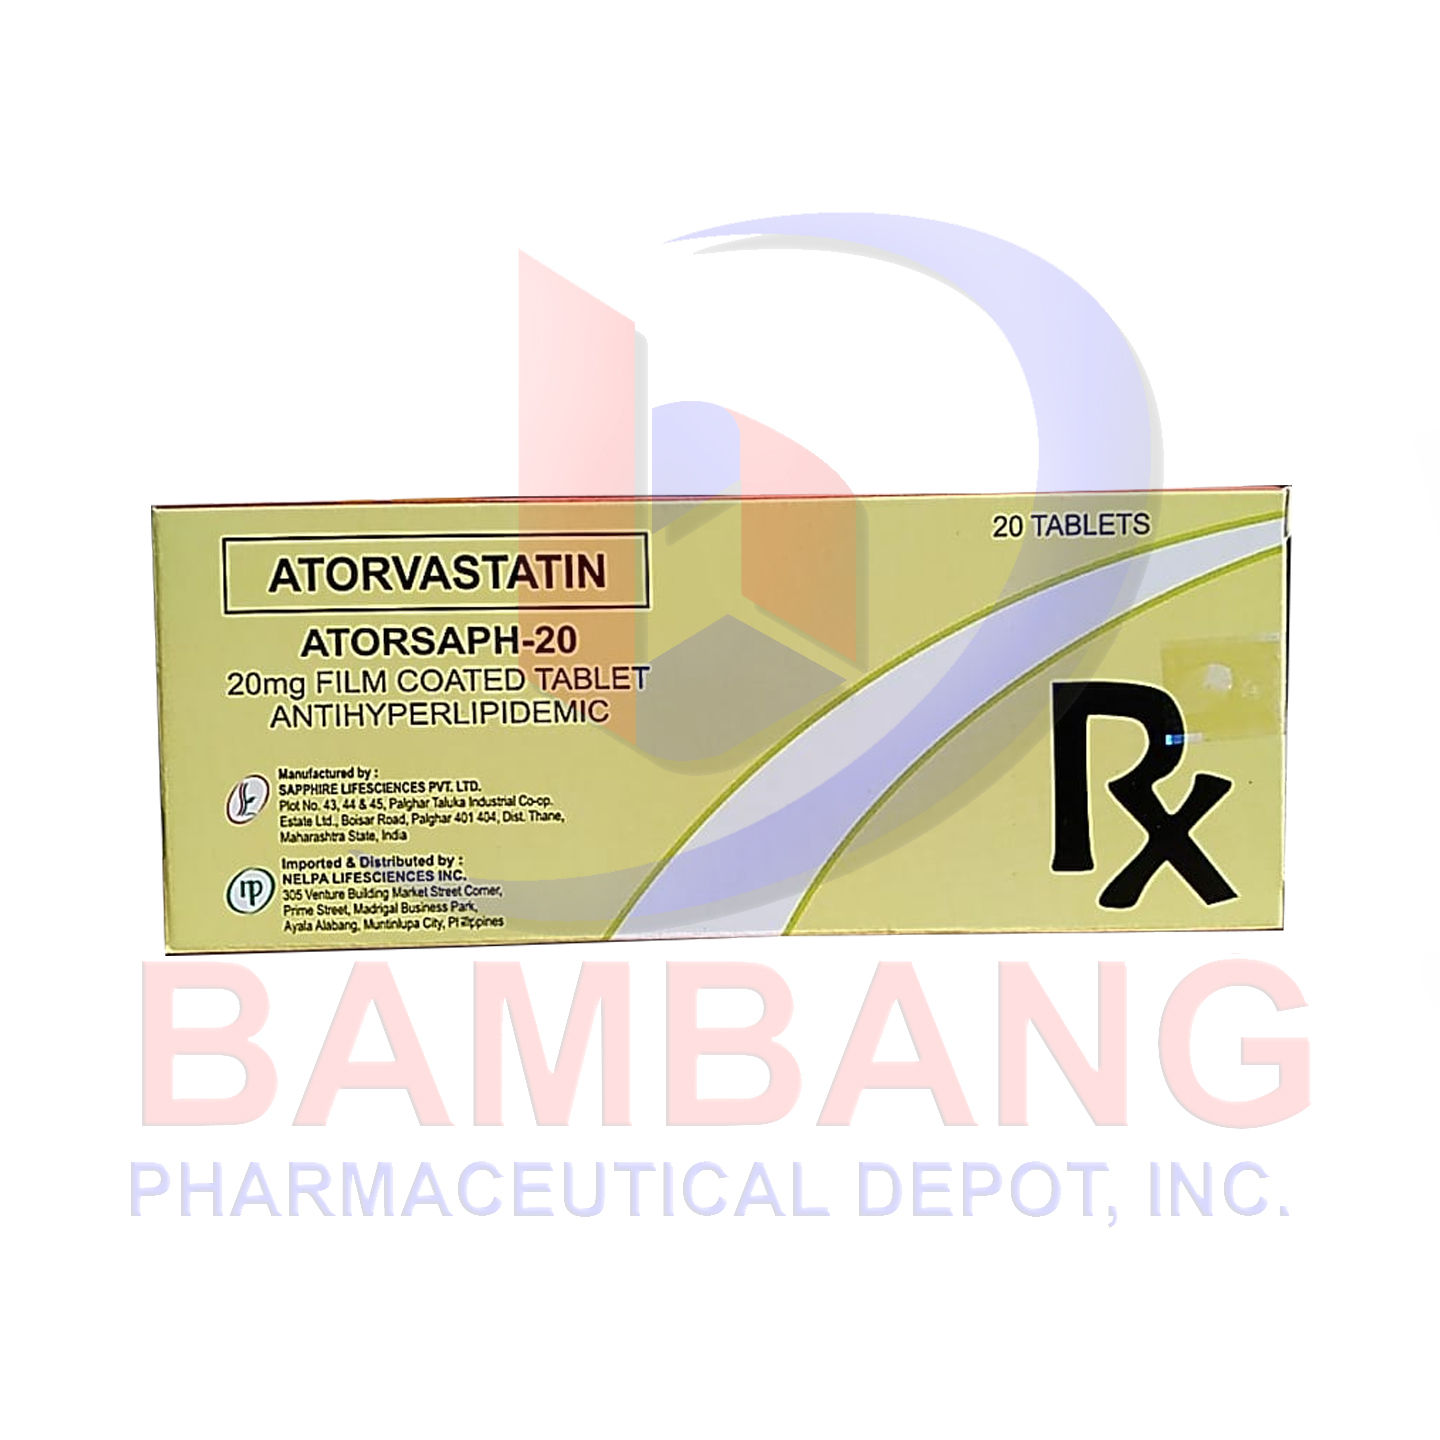 20 TABLETS
ATORVASTATIN
ATORSAPH-20
20mg FILM COATED TABLET
ANTIHYPERLIPIDEMIC
Rx
Manufactured by :
SAPPHIRE LIFESCIENCES PVT. LTD.
Plot No. 43, 44 & 45, Palghar Taluka Industrial Co-op.
Estate Ltd., Boisar Road, Palghar 401 404, Dist. Thane,
Maharashtra State, India
Imported & Distributed by :
NELPA LIFESCIENCES INC.
305 Venture Building Market Street Corner,
Prime Street, Madrigal Business Park,
Ayala Alabang, Muntinlupa City, Philippines
BAMBANG
PHARMACEUTICAL DEPOT, INC.